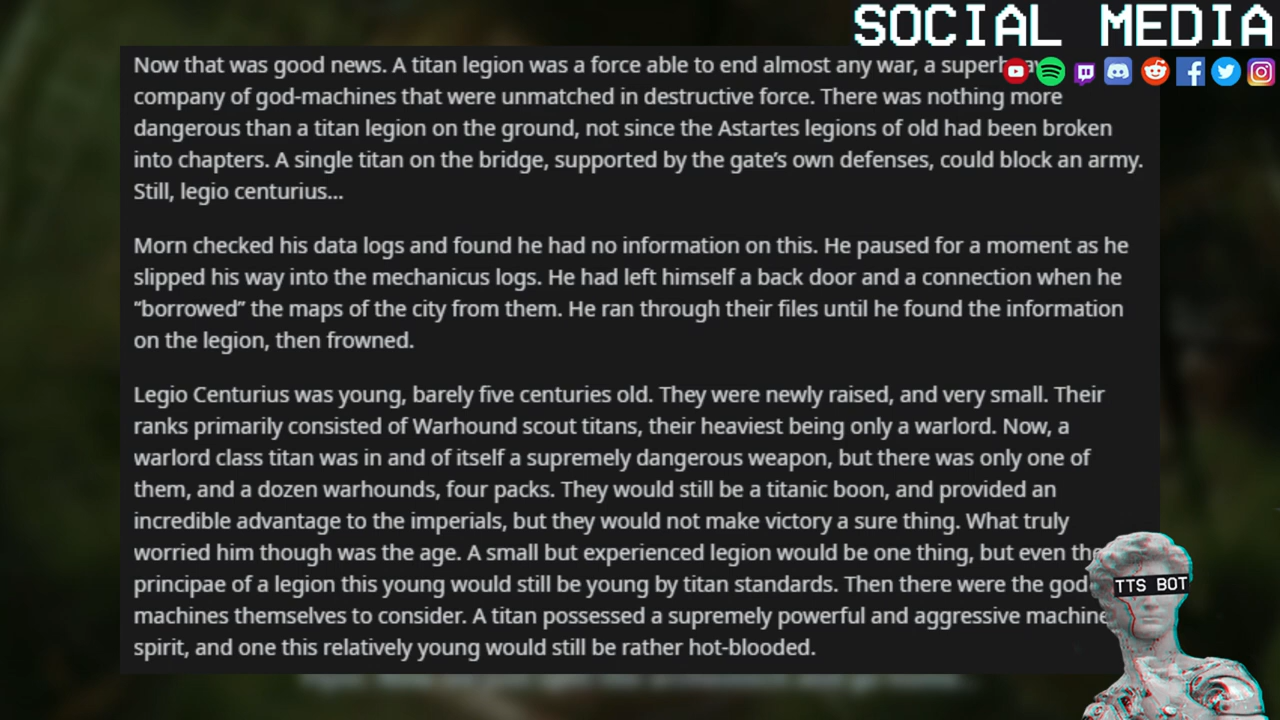 SOCIAL MEDIA
Now that was good news. A titan legion was a force able to end almost any war, a
company of god-machines that were unmatched in destructive force. There was nothing more
dangerous than a titan legion on the ground, not since the Astartes legions of old had been broken
into chapters. A single titan on the bridge, supported by the gate’s own defenses, could block an army.
Still, legio centurius...
Morn checked his data logs and found he had no information on this. He paused for a moment as he
slipped his way into the mechanicus logs. He had left himself a back door and a connection when he
“borrowed” the maps of the city from them. He ran through their files until he found the information
on the legion, then frowned.
Legio Centurius was young, barely five centuries old. They were newly raised, and very small. Their
ranks primarily consisted of Warhound scout titans, their heaviest being only a warlord. Now, a
warlord class titan was in and of itself a supremely dangerous weapon, but there was only one of
them, and a dozen warhounds, four packs. They would still be a titanic boon, and provided an
incredible advantage to the imperials, but they would not make victory a sure thing. What truly
worried him though was the age. A small but experienced legion would be one thing, but even the
principae of a legion this young would still be young by titan standards. Then there were the god
machines themselves to consider. A titan possessed a supremely powerful and aggressive machine
spirit, and one this relatively young would still be rather hot-blooded.
TTS BOT